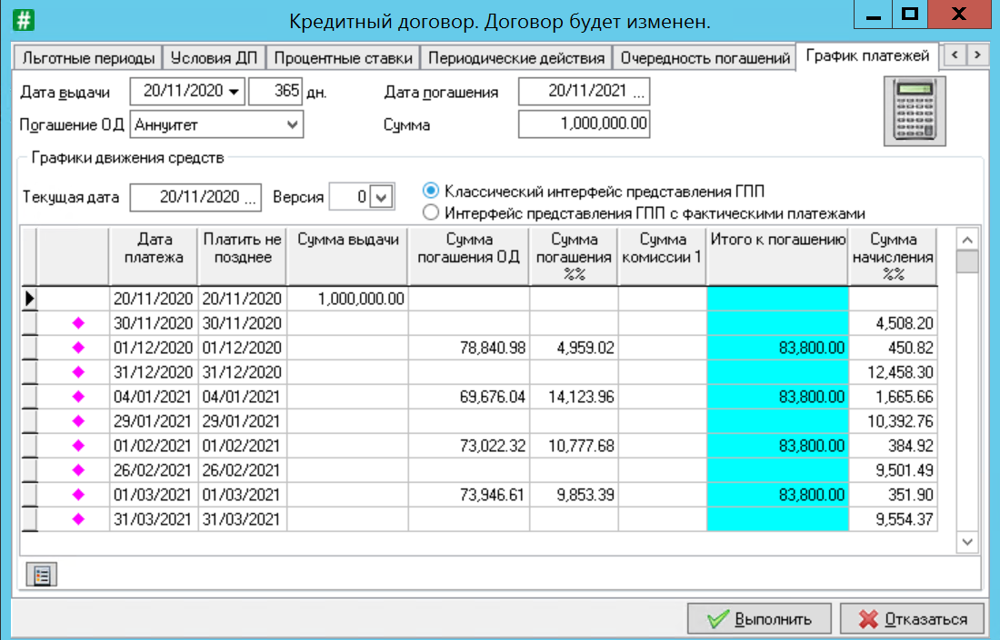 Кредитный договор. Договор будет изменен.
Льготные периоды Условия ДП Процентные ставки Периодические действия Очередность погашений График платежей
Дата выдачи 20/11/2020 365 дн. Дата погашения 20/11/2021 ...
Погашение ОД Аннуитет Сумма 1,000,000.00
Графики движения средств
Текущая дата 20/11/2020 ... Версия 0 Классический интерфейс представления ГПП
Интерфейс представления ГПП с фактическими платежами
Дата платежа Платить не позднее Сумма выдачи Сумма погашения ОД Сумма погашения %% Сумма комиссии 1 Итого к погашению Сумма начисления %%
20/11/2020 20/11/2020 1,000,000.00
30/11/2020 30/11/2020 4,508.20
01/12/2020 01/12/2020 78,840.98 4,959.02 83,800.00 450.82
31/12/2020 31/12/2020 12,458.30
04/01/2021 04/01/2021 69,676.04 14,123.96 83,800.00 1,665.66
29/01/2021 29/01/2021 10,392.76
01/02/2021 01/02/2021 73,022.32 10,777.68 83,800.00 384.92
26/02/2021 26/02/2021 9,501.49
01/03/2021 01/03/2021 73,946.61 9,853.39 83,800.00 351.90
31/03/2021 31/03/2021 9,554.37
Выполнить Отказаться